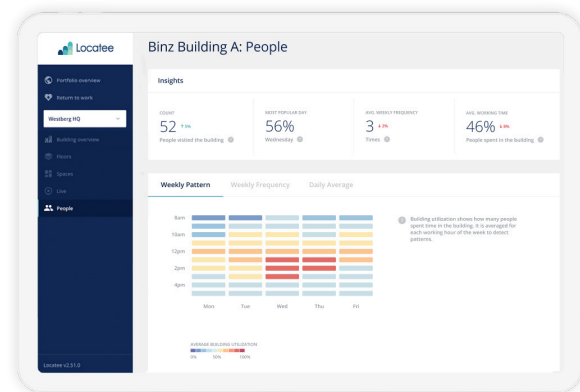 Locatee
Portfolio overview
Return to work
Westberg HQ
Building overview
Floors
Spaces
Live
People
Locatee v2.51.0
Binz Building A: People
Insights
COUNT
52 ↑ 6%
People visited the building
MOST POPULAR DAY
56%
Wednesday
AVG. WEEKLY FREQUENCY
3
Times
AVG. WORKING TIME
46%
People spent in the building
Weekly Pattern Weekly Frequency Daily Average
8am
10am
12pm
2pm
4pm
Mon Tue Wed Thu Fri
Building utilisation shows how many people
spent time in the building. It is averaged for
each working hour of the week to detect
patterns.
AVERAGE BUILDING UTILIZATION
0% 50% 100%